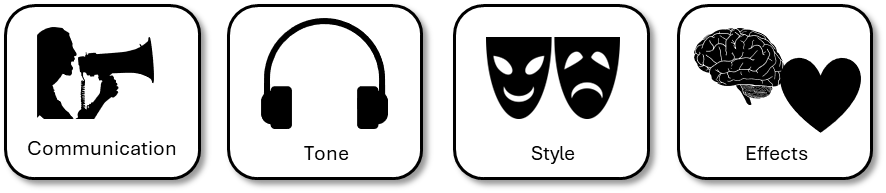 Communication
Tone
Style
Effects